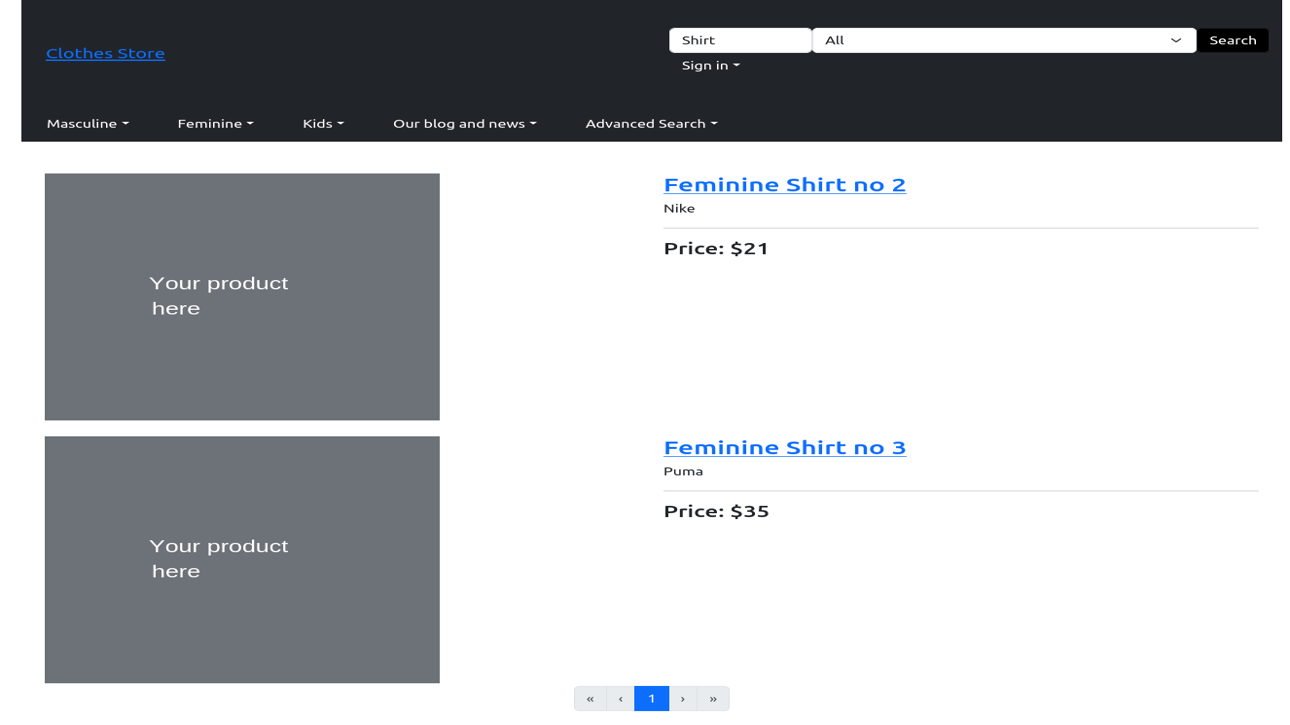 Clothes Store
Shirt All Search
Sign in
Masculine Feminine Kids Our blog and news Advanced Search
Your product
here
Feminine Shirt no 2
Nike
Price: $21
Your product
here
Feminine Shirt no 3
Puma
Price: $35
« ‹ 1 › »